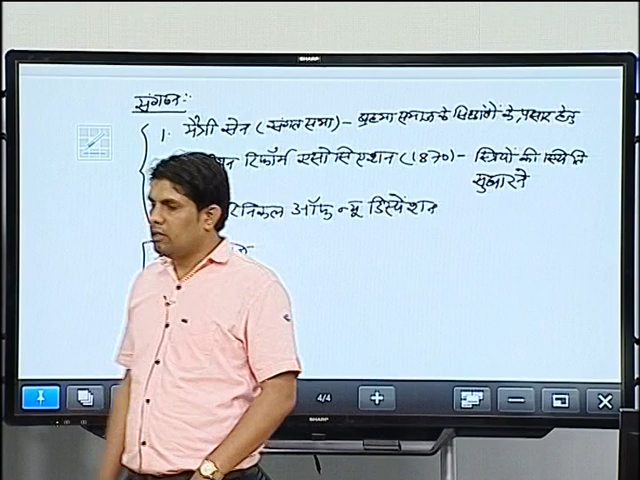 SHARP
संगठन:
1. मैत्री सेन (संगत सभा) - ब्रह्म समाज के सिद्धांतों के प्रसार हेतु
रिफॉर्म एसोसिएशन (1870) - स्त्रियों की स्थिति
सुधारने
ऑफ न्यू डिस्पेंशन
4/4
SHARP